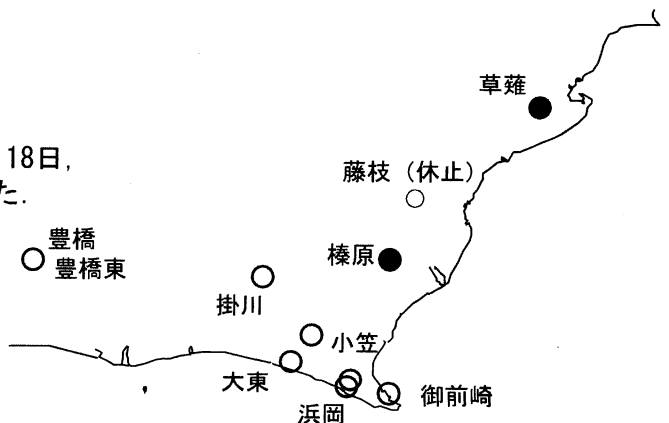 草薙
18日，
た．
藤枝（休止）
豊橋
豊橋東
榛原
掛川
小笠
大東
浜岡
御前崎